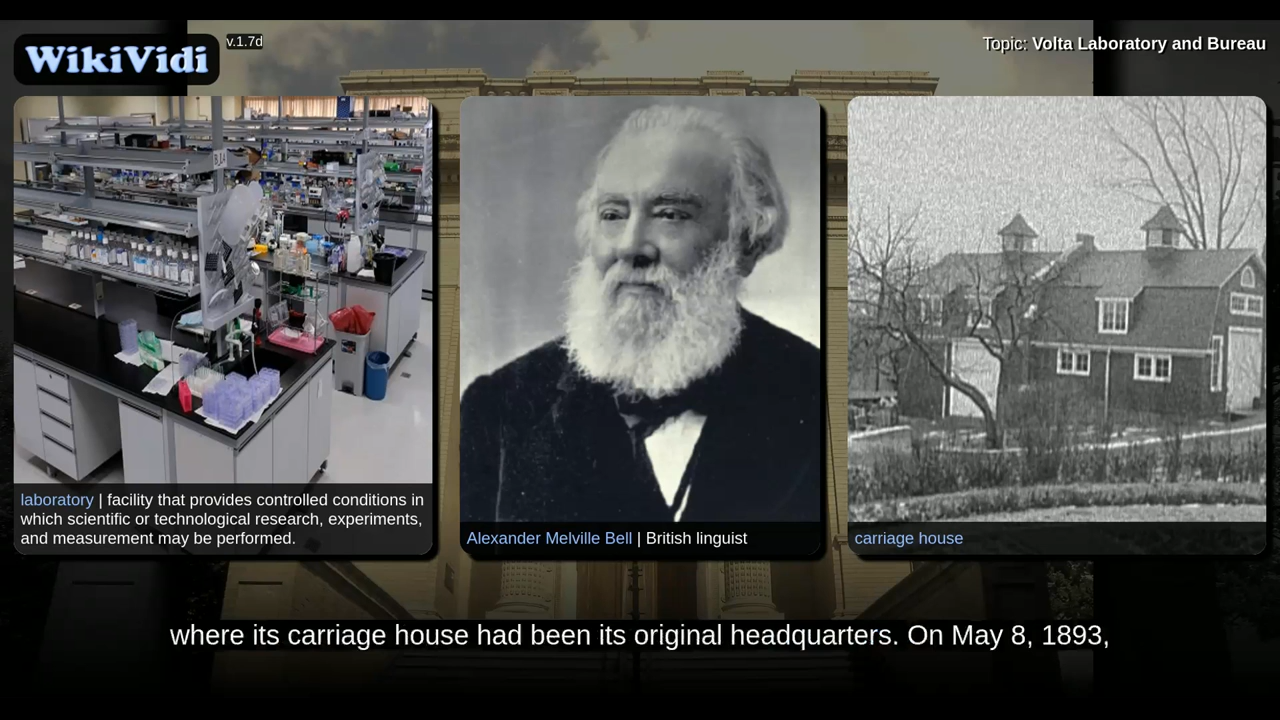 WikiVidi
v.1.7d
Topic: Volta Laboratory and Bureau
laboratory | facility that provides controlled conditions in
which scientific or technological research, experiments,
and measurement may be performed.
Alexander Melville Bell | British linguist
carriage house
where its carriage house had been its original headquarters. On May 8, 1893,